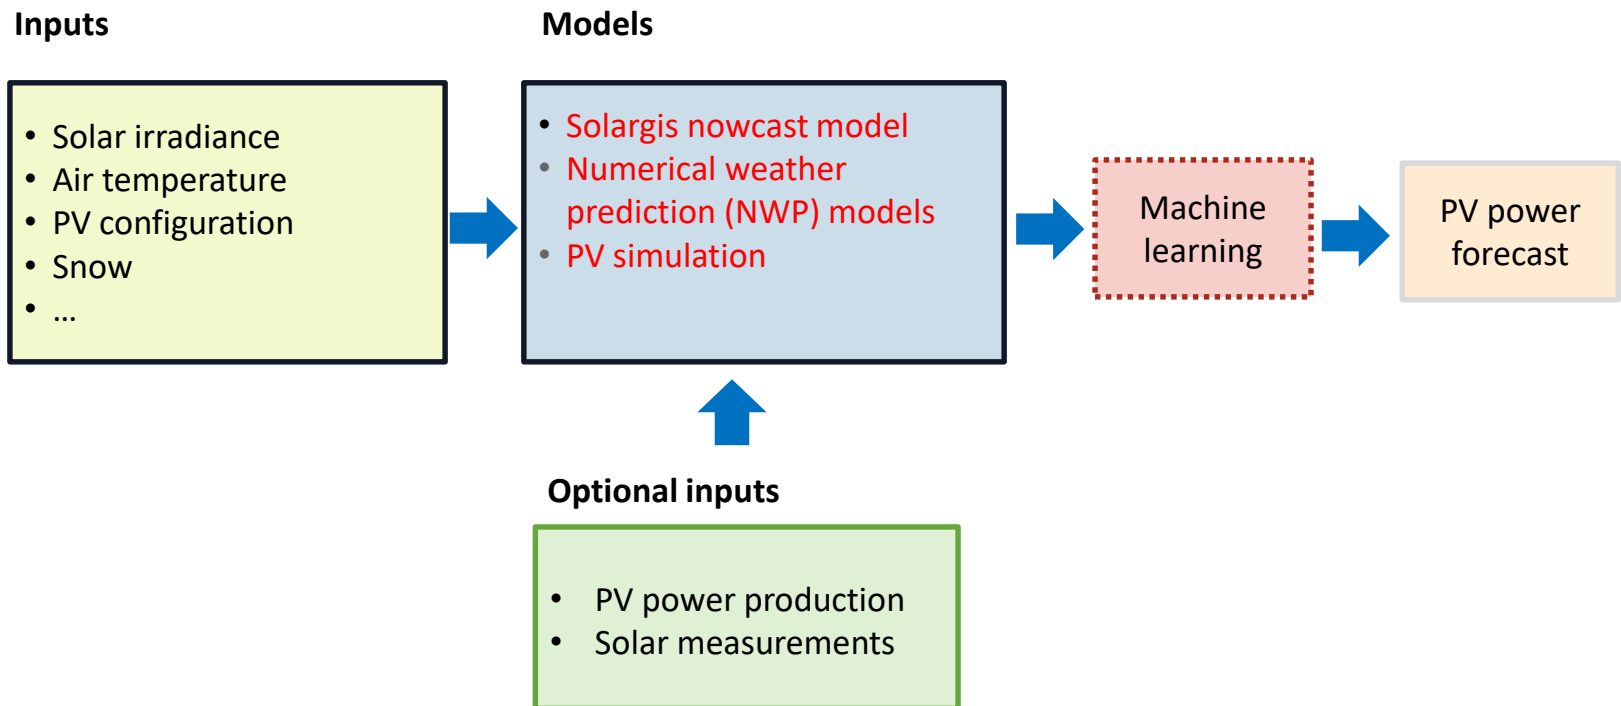 Inputs
Models
• Solar irradiance
• Air temperature
• PV configuration
• Snow
• ...
• Solargis nowcast model
• Numerical weather
prediction (NWP) models
• PV simulation
Machine
learning
PV power
forecast
Optional inputs
• PV power production
• Solar measurements